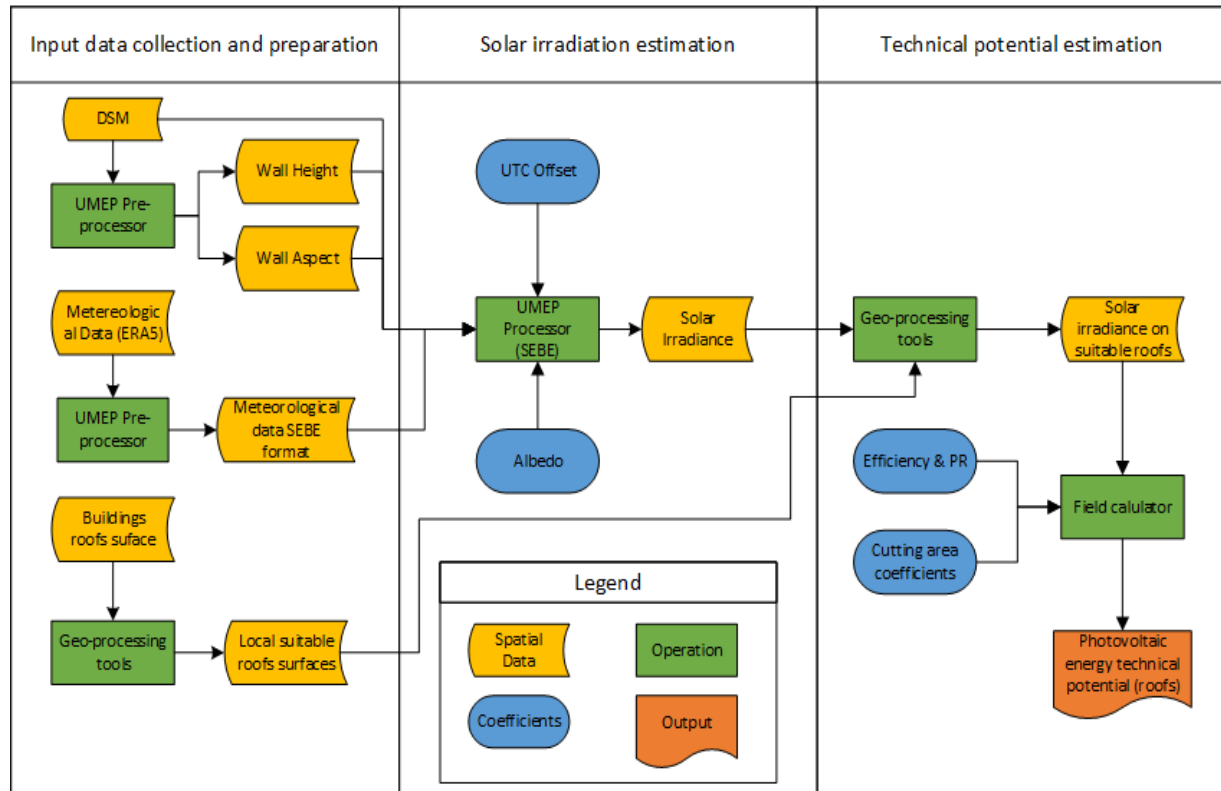 Input data collection and preparation
Solar irradiation estimation
Technical potential estimation
DSM
UMEP Pre-
processor
Wall Height
Wall Aspect
Metereologic
al Data (ERA5)
UMEP Pre-
processor
Meteorological
data SEBE
format
Buildings
roofs suface
Geo-processing
tools
Local suitable
roofs surfaces
UTC Offset
UMEP
Processor
(SEBE)
Solar
Irradiance
Albedo
Geo-processing
tools
Solar
irradiance on
suitable roofs
Efficiency & PR
Cutting area
coefficients
Field calulator
Photovoltaic
energy technical
potential (roofs)
Legend
Spatial
Data
Operation
Coefficients
Output